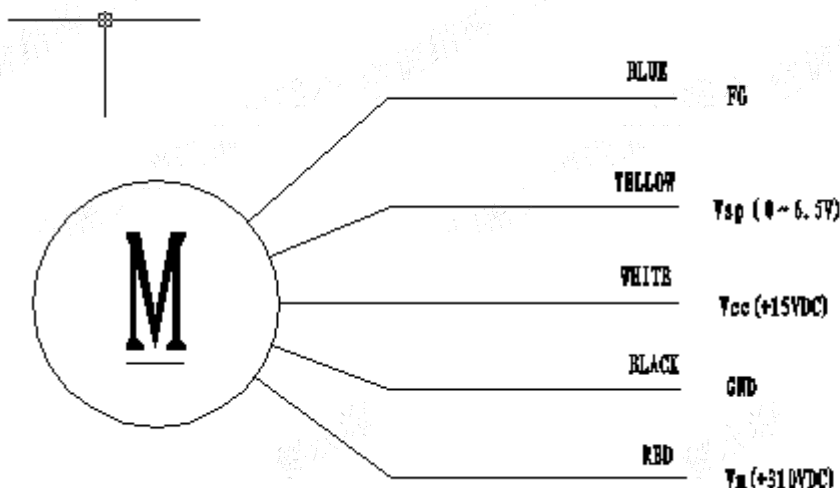 BLUE
FG
YELLOW
Vsp (0~6.5V)
WHITE
Vcc (+15VDC)
BLACK
GND
RED
Vm (+310VDC)
M